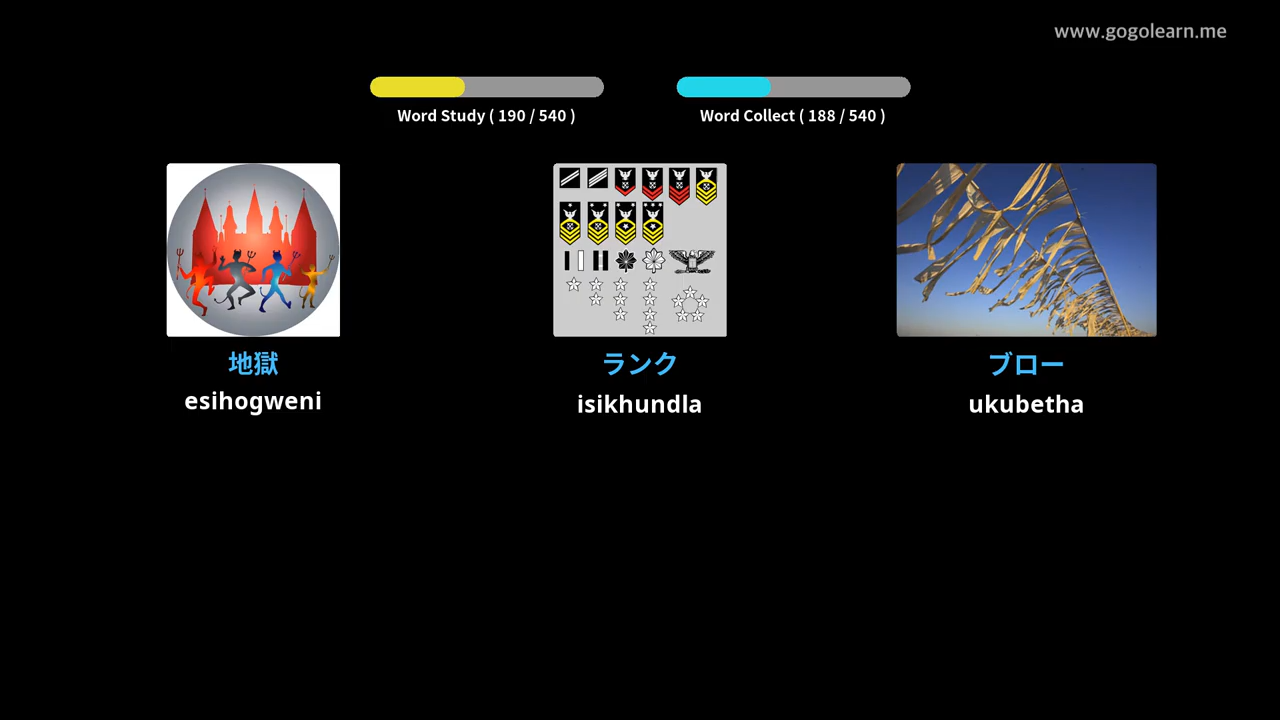 www.gogolearn.me
Word Study ( 190 / 540 )
Word Collect ( 188 / 540 )
地獄
esihogweni
ランク
isikhundla
ブロー
ukubetha